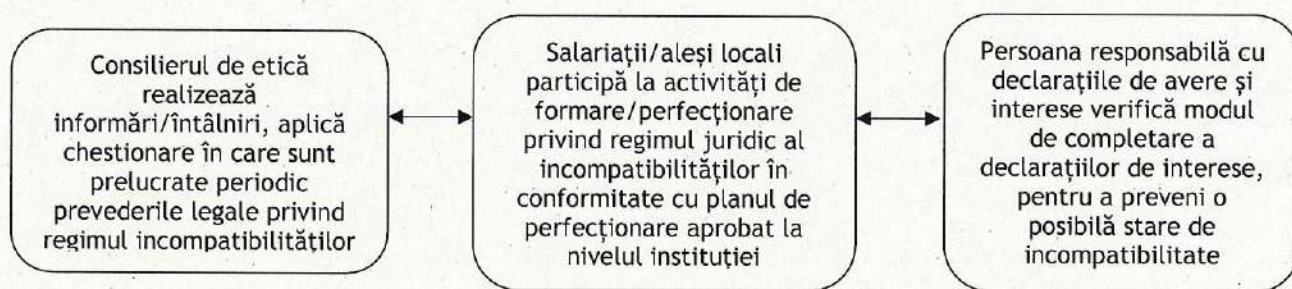 Consilierul de etică
realizează
informări/întâlniri, aplică
chestionare în care sunt
prelucrate periodic
prevederile legale privind
regimul incompatibilităților
Salariații/aleși locali
participă la activități de
formare/perfecționare
privind regimul juridic al
incompatibilităților în
conformitate cu planul de
perfecționare aprobat la
nivelul instituției
Persoana responsabilă cu
declarațiile de avere și
interese verifică modul
de completare a
declarațiilor de interese,
pentru a preveni o
posibilă stare de
incompatibilitate